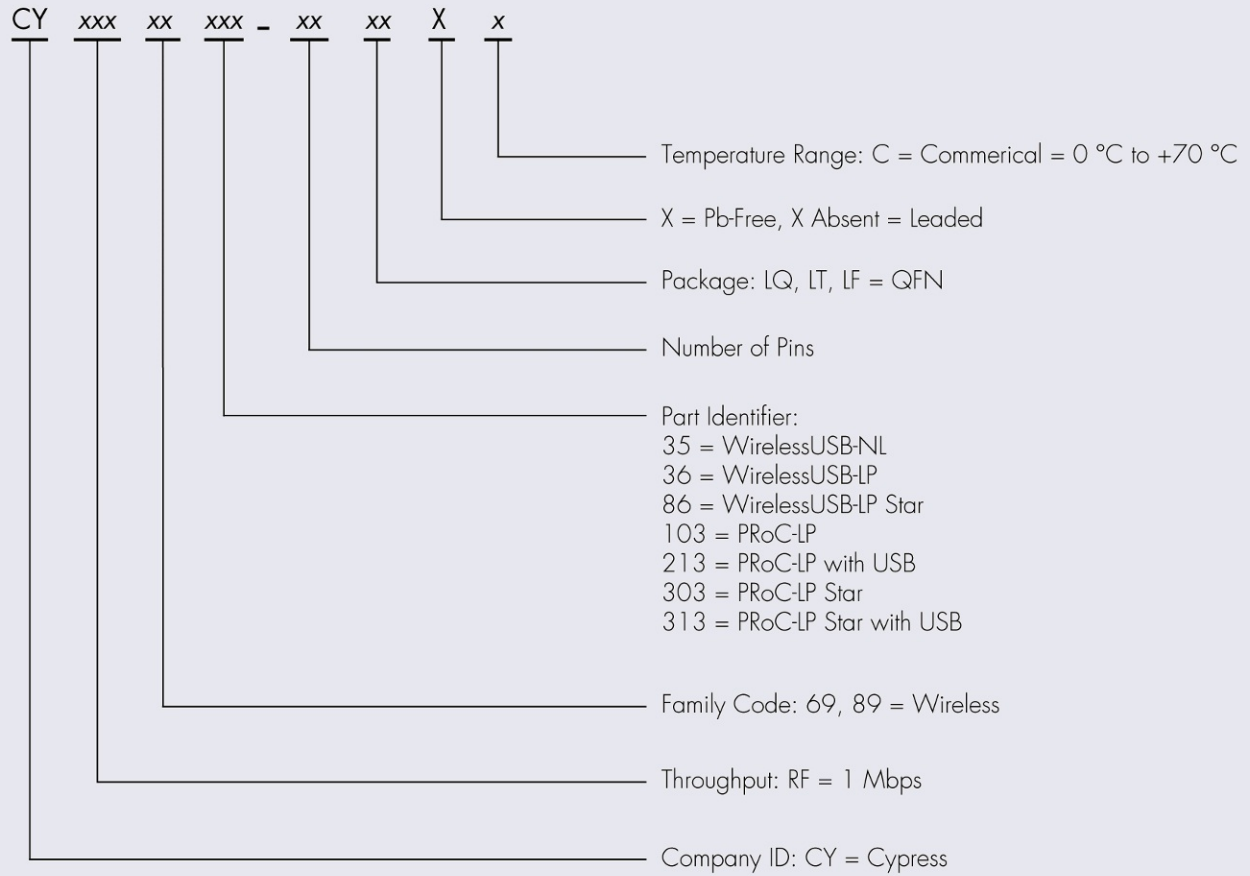 CY xxx xx xxx - xx xx X x
Temperature Range: C = Commerical = 0 °C to +70 °C
X = Pb-Free, X Absent = Leaded
Package: LQ, LT, LF = QFN
Number of Pins
Part Identifier:
35 = WirelessUSB-NL
36 = WirelessUSB-LP
86 = WirelessUSB-LP Star
103 = PRoC-LP
213 = PRoC-LP with USB
303 = PRoC-LP Star
313 = PRoC-LP Star with USB
Family Code: 69, 89 = Wireless
Throughput: RF = 1 Mbps
Company ID: CY = Cypress